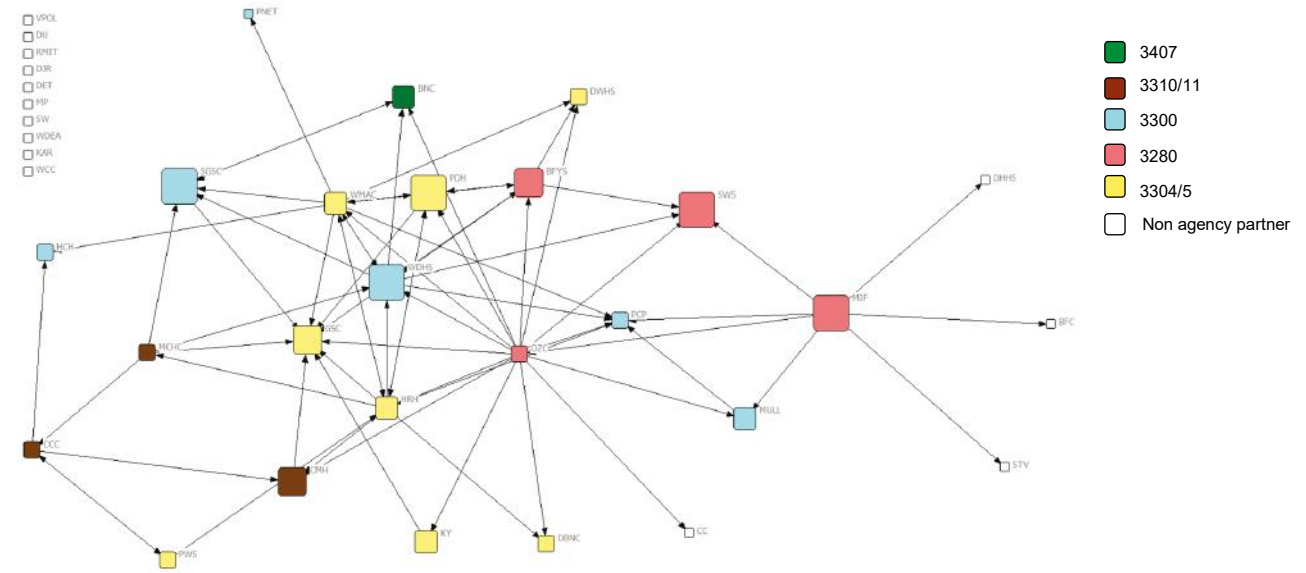 PNET
VPOL
DU
RMIT
DJR
DET
MP
SW
WDEA
KAR
WCC
BNC
DWHS
SGSC
WMAC
PDH
BFYS
SWS
DHHS
MCH
WDHS
MIF
GSC
PCP
BFC
MCHC
OZC
HRH
MULL
CCC
CMH
STV
KY
DBNC
CC
PWS
3407
3310/11
3300
3280
3304/5
Non agency partner